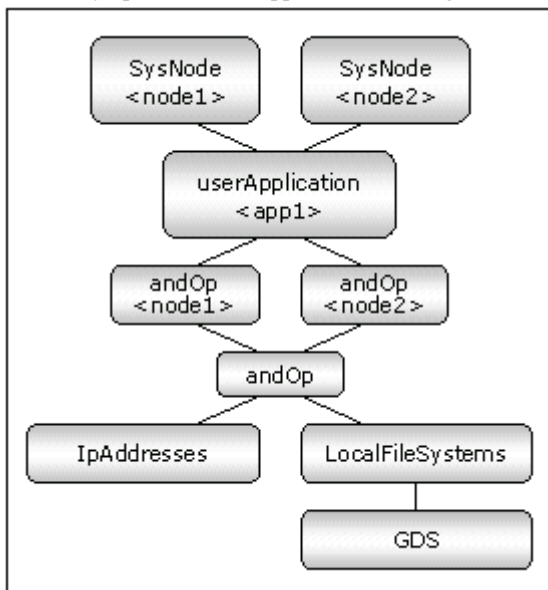 SysNode
<node1>
SysNode
<node2>
userApplication
<app1>
andOp
<node1>
andOp
<node2>
andOp
IpAddresses
LocalFileSystems
GDS